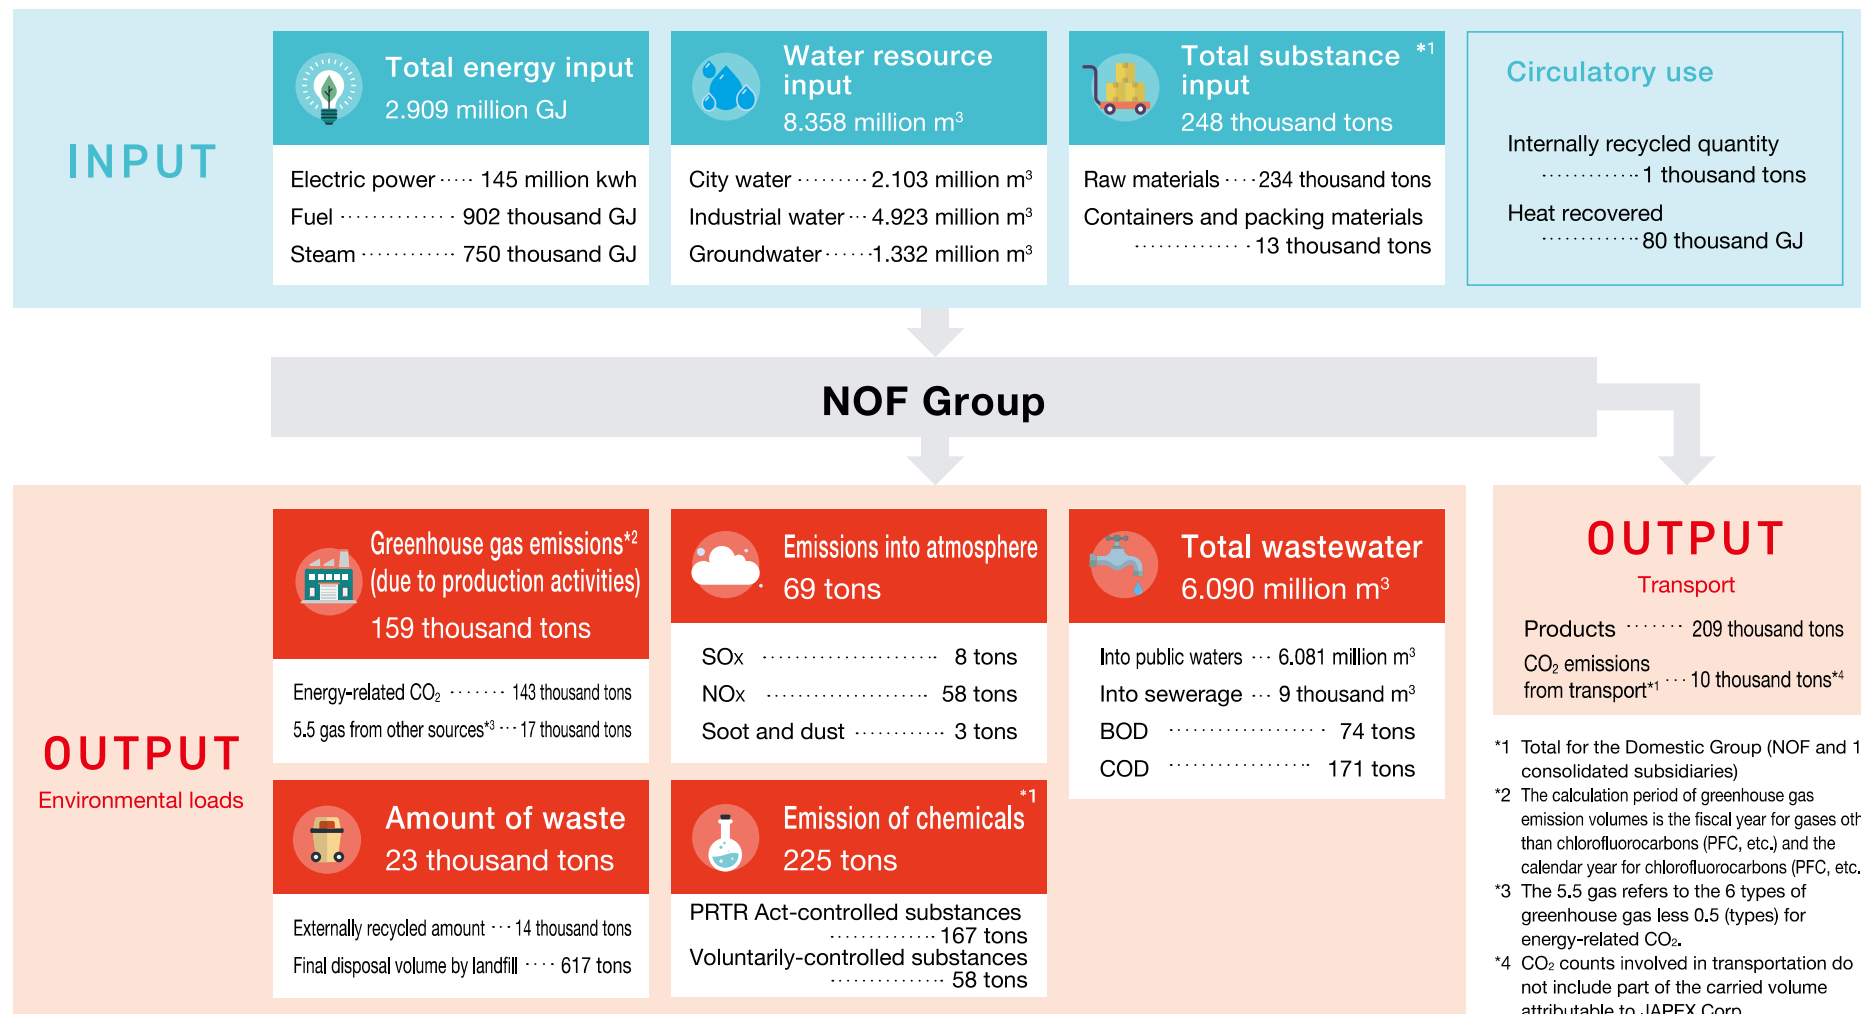 INPUT
Total energy input
2.909 million GJ
Electric power ····· 145 million kwh
Fuel ············· 902 thousand GJ
Steam ··········· 750 thousand GJ
Water resource
input
8.358 million m³
City water ········ 2.103 million m³
Industrial water ··· 4.923 million m³
Groundwater ······ 1.332 million m³
Total substance *1
input
248 thousand tons
Raw materials ···· 234 thousand tons
Containers and packing materials
············· 13 thousand tons
Circulatory use
Internally recycled quantity
············· 1 thousand tons
Heat recovered
············· 80 thousand GJ
NOF Group
OUTPUT
Environmental loads
Greenhouse gas emissions*2
(due to production activities)
159 thousand tons
Energy-related CO₂ ······· 143 thousand tons
5.5 gas from other sources*3 ··· 17 thousand tons
Emissions into atmosphere
69 tons
SOx ····················· 8 tons
NOx ···················· 58 tons
Soot and dust ··········· 3 tons
Total wastewater
6.090 million m³
Into public waters ··· 6.081 million m³
Into sewerage ··· 9 thousand m³
BOD ·················· 74 tons
COD ················· 171 tons
Amount of waste
23 thousand tons
Externally recycled amount ··· 14 thousand tons
Final disposal volume by landfill ···· 617 tons
Emission of chemicals *1
225 tons
PRTR Act-controlled substances
············· 167 tons
Voluntarily-controlled substances
·············· 58 tons
OUTPUT
Transport
Products ······· 209 thousand tons
CO₂ emissions
from transport*1 ··· 10 thousand tons*4
*1 Total for the Domestic Group (NOF and 1
consolidated subsidiaries)
*2 The calculation period of greenhouse gas
emission volumes is the fiscal year for gases oth
than chlorofluorocarbons (PFC, etc.) and the
calendar year for chlorofluorocarbons (PFC, etc.
*3 The 5.5 gas refers to the 6 types of
greenhouse gas less 0.5 (types) for
energy-related CO₂.
*4 CO₂ counts involved in transportation do
not include part of the carried volume
attributable to JAPEX Corp